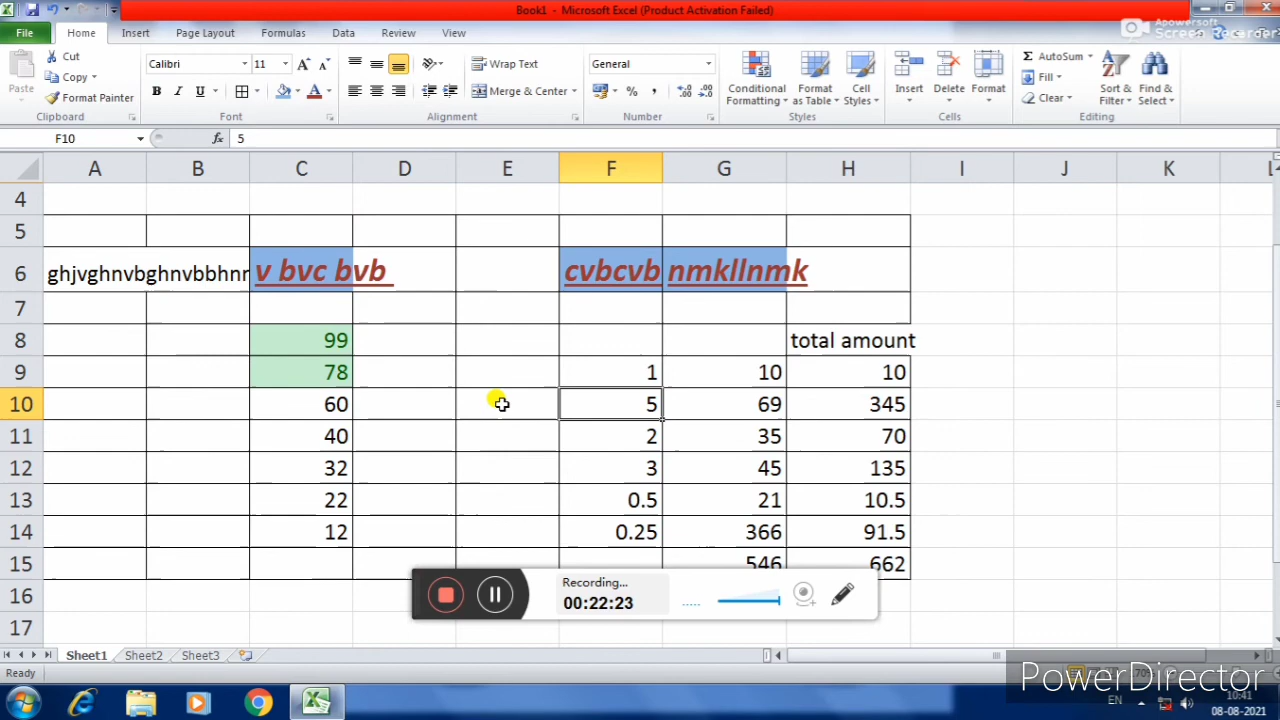 Book1 - Microsoft Excel (Product Activation Failed)
File Home Insert Page Layout Formulas Data Review View
Apowersoft
Screen Recorder
Paste
Cut
Copy
Format Painter
Clipboard
Calibri 11
B I U
Font
Wrap Text
Merge & Center
Alignment
General
%
Number
Conditional Formatting
Format as Table
Cell Styles
Styles
Insert Delete Format
Cells
Σ AutoSum
Fill
Clear
Sort & Filter
Find & Select
Editing
F10 fx 5
A B C D E F G H I J K L
4
5
6 ghjvghnvbghnvbbhnr v bvc bvb cvbcvb nmkllnmk
7
8 99 total amount
9 78 1 10 10
10 60 5 69 345
11 40 2 35 70
12 32 3 45 135
13 22 0.5 21 10.5
14 12 0.25 366 91.5
15 546 662
16
17
Recording...
00:22:23
Sheet1 Sheet2 Sheet3
Ready
PowerDirector
EN
10:41
08-08-2021